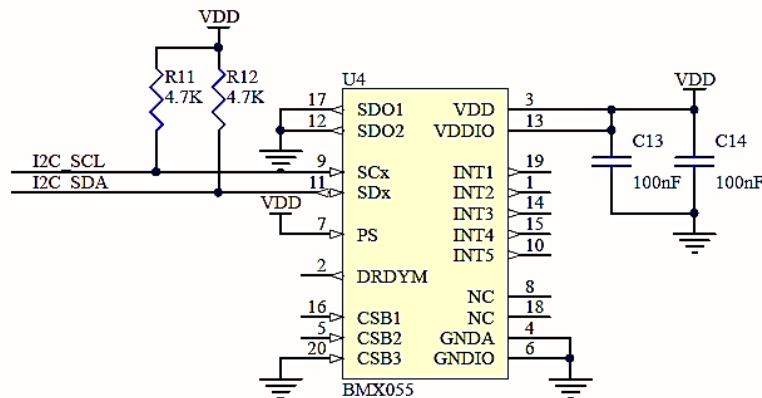 VDD
R11
4.7K
R12
4.7K
U4
VDD
17 SDO1 VDD 3
12 SDO2 VDDIO 13
C13
100nF
C14
100nF
I2C_SCL 9 SCx INT1 19
I2C_SDA 11 SDx INT2 1
INT3 14
VDD 7 PS INT4 15
INT5 10
2 DRDYM
NC 8
16 CSB1 NC 18
5 CSB2 GNDA 4
20 CSB3 GNDIO 6
BMX055